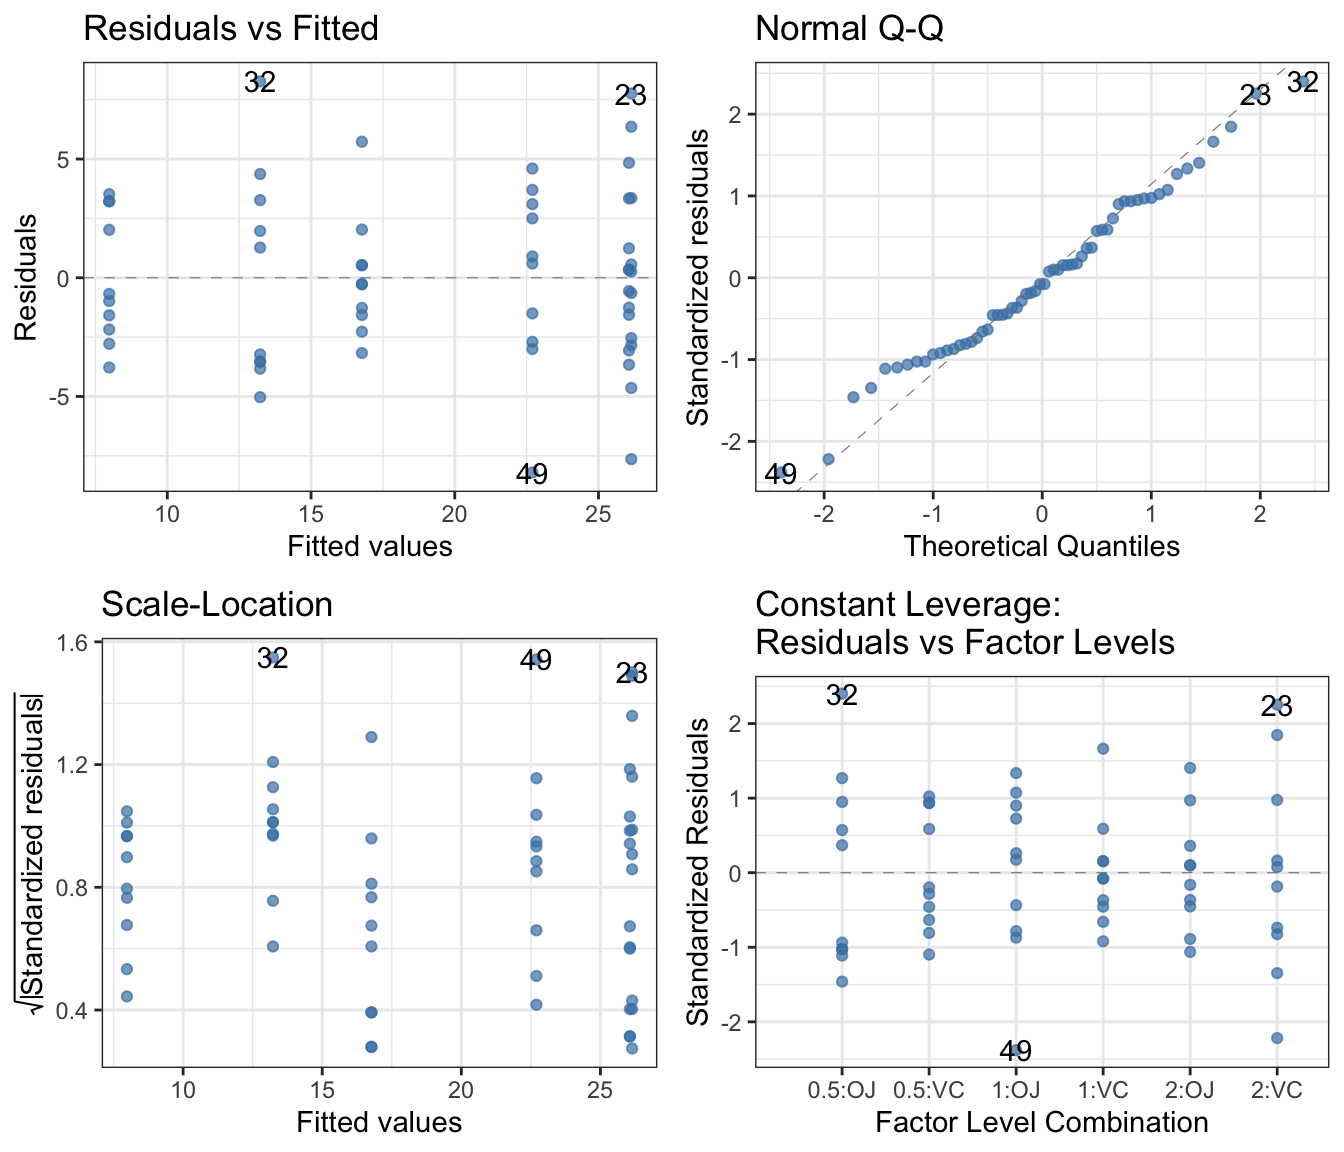 Residuals vs Fitted
32
23
5
0
-5
49
10 15 20 25
Fitted values
Residuals
Normal Q-Q
23 32
2
1
0
-1
-2
49
-2 -1 0 1 2
Theoretical Quantiles
Standardized residuals
Scale-Location
1.6
32 49 23
1.2
0.8
0.4
10 15 20 25
Fitted values
√|Standardized residuals|
Constant Leverage:
Residuals vs Factor Levels
32
23
2
1
0
-1
-2
49
0.5:OJ 0.5:VC 1:OJ 1:VC 2:OJ 2:VC
Factor Level Combination
Standardized Residuals